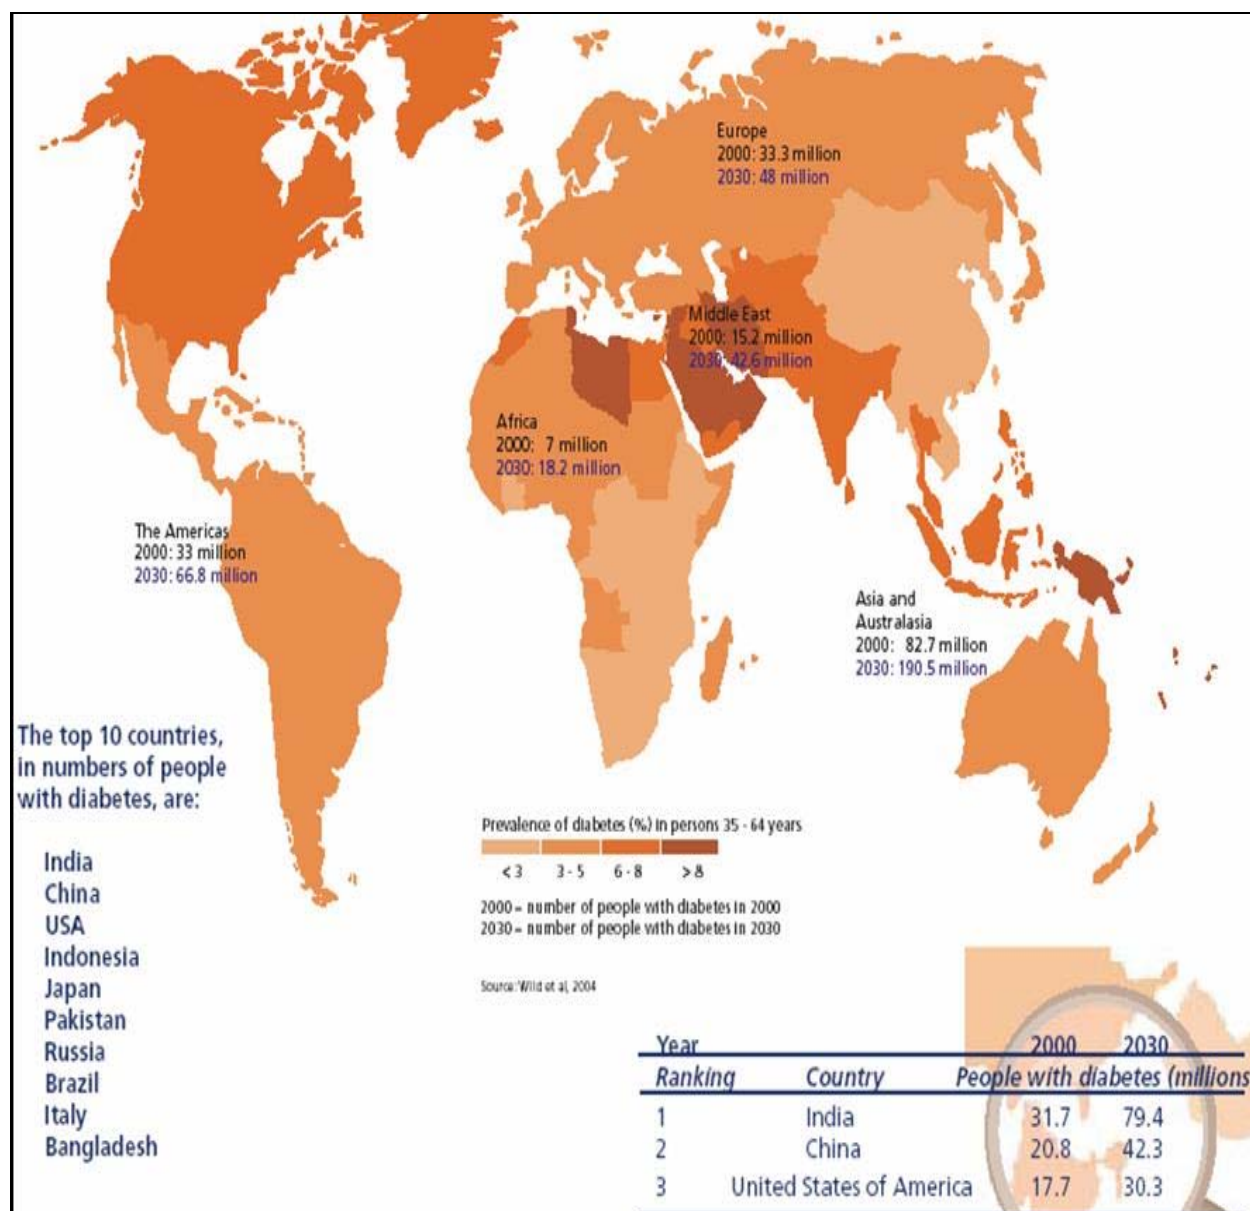 Europe
2000: 33.3 million
2030: 48 million
Middle East
2000: 15.2 million
2030: 42.6 million
Africa
2000: 7 million
2030: 18.2 million
The Americas
2000: 33 million
2030: 66.8 million
Asia and
Australasia
2000: 82.7 million
2030: 190.5 million
The top 10 countries,
in numbers of people
with diabetes, are:
India
China
USA
Indonesia
Japan
Pakistan
Russia
Brazil
Italy
Bangladesh
Prevalence of diabetes (%) in persons 35 - 64 years
< 3 3 - 5 6 - 8 > 8
2000 = number of people with diabetes in 2000
2030 = number of people with diabetes in 2030
Source: Wild et al, 2004
Year 2000 2030
Ranking Country People with diabetes (millions
1 India 31.7 79.4
2 China 20.8 42.3
3 United States of America 17.7 30.3